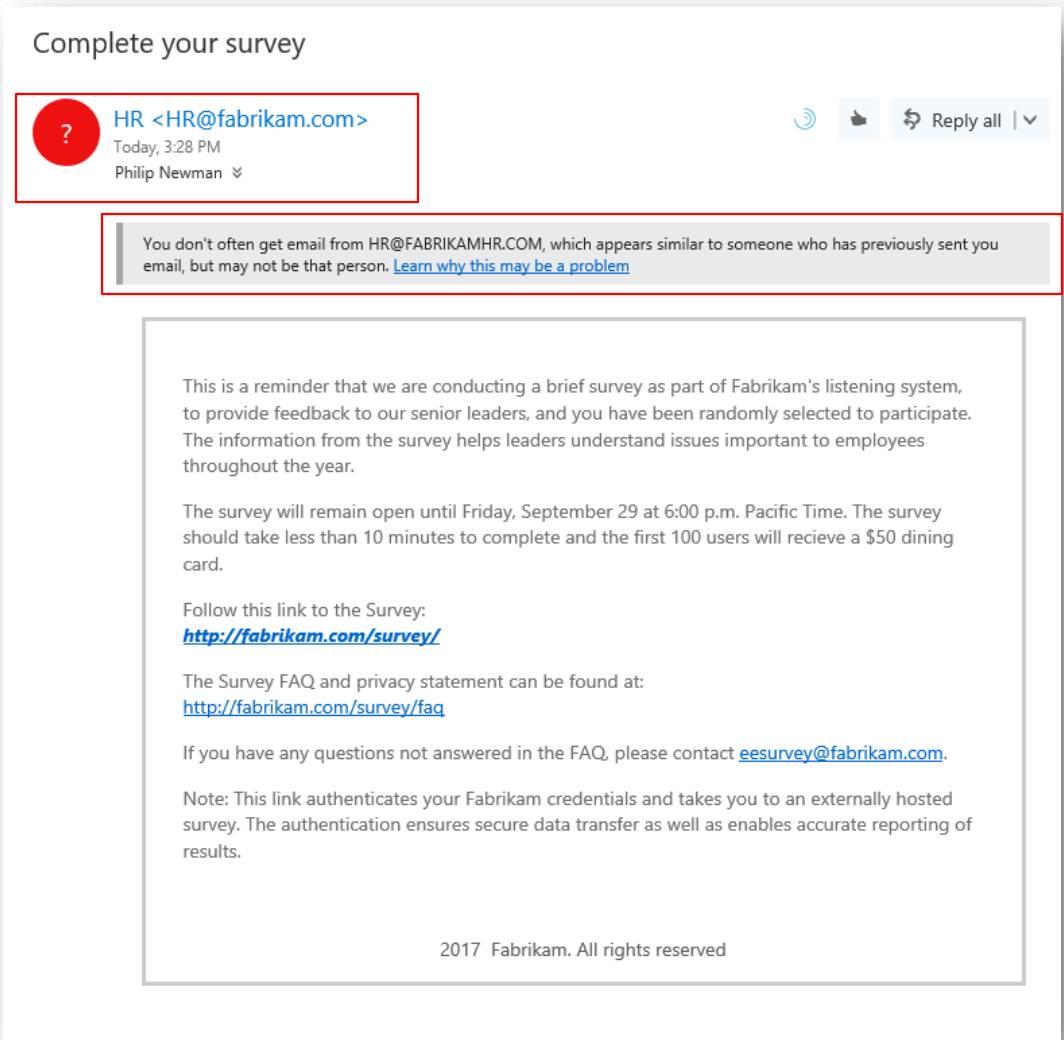 Complete your survey
?
HR <HR@fabrikam.com>
Today, 3:28 PM
Philip Newman
Reply all
You don't often get email from HR@FABRIKAMHR.COM, which appears similar to someone who has previously sent you
email, but may not be that person. Learn why this may be a problem
This is a reminder that we are conducting a brief survey as part of Fabrikam's listening system,
to provide feedback to our senior leaders, and you have been randomly selected to participate.
The information from the survey helps leaders understand issues important to employees
throughout the year.
The survey will remain open until Friday, September 29 at 6:00 p.m. Pacific Time. The survey
should take less than 10 minutes to complete and the first 100 users will recieve a $50 dining
card.
Follow this link to the Survey:
http://fabrikam.com/survey/
The Survey FAQ and privacy statement can be found at:
http://fabrikam.com/survey/faq
If you have any questions not answered in the FAQ, please contact eesurvey@fabrikam.com.
Note: This link authenticates your Fabrikam credentials and takes you to an externally hosted
survey. The authentication ensures secure data transfer as well as enables accurate reporting of
results.
2017 Fabrikam. All rights reserved